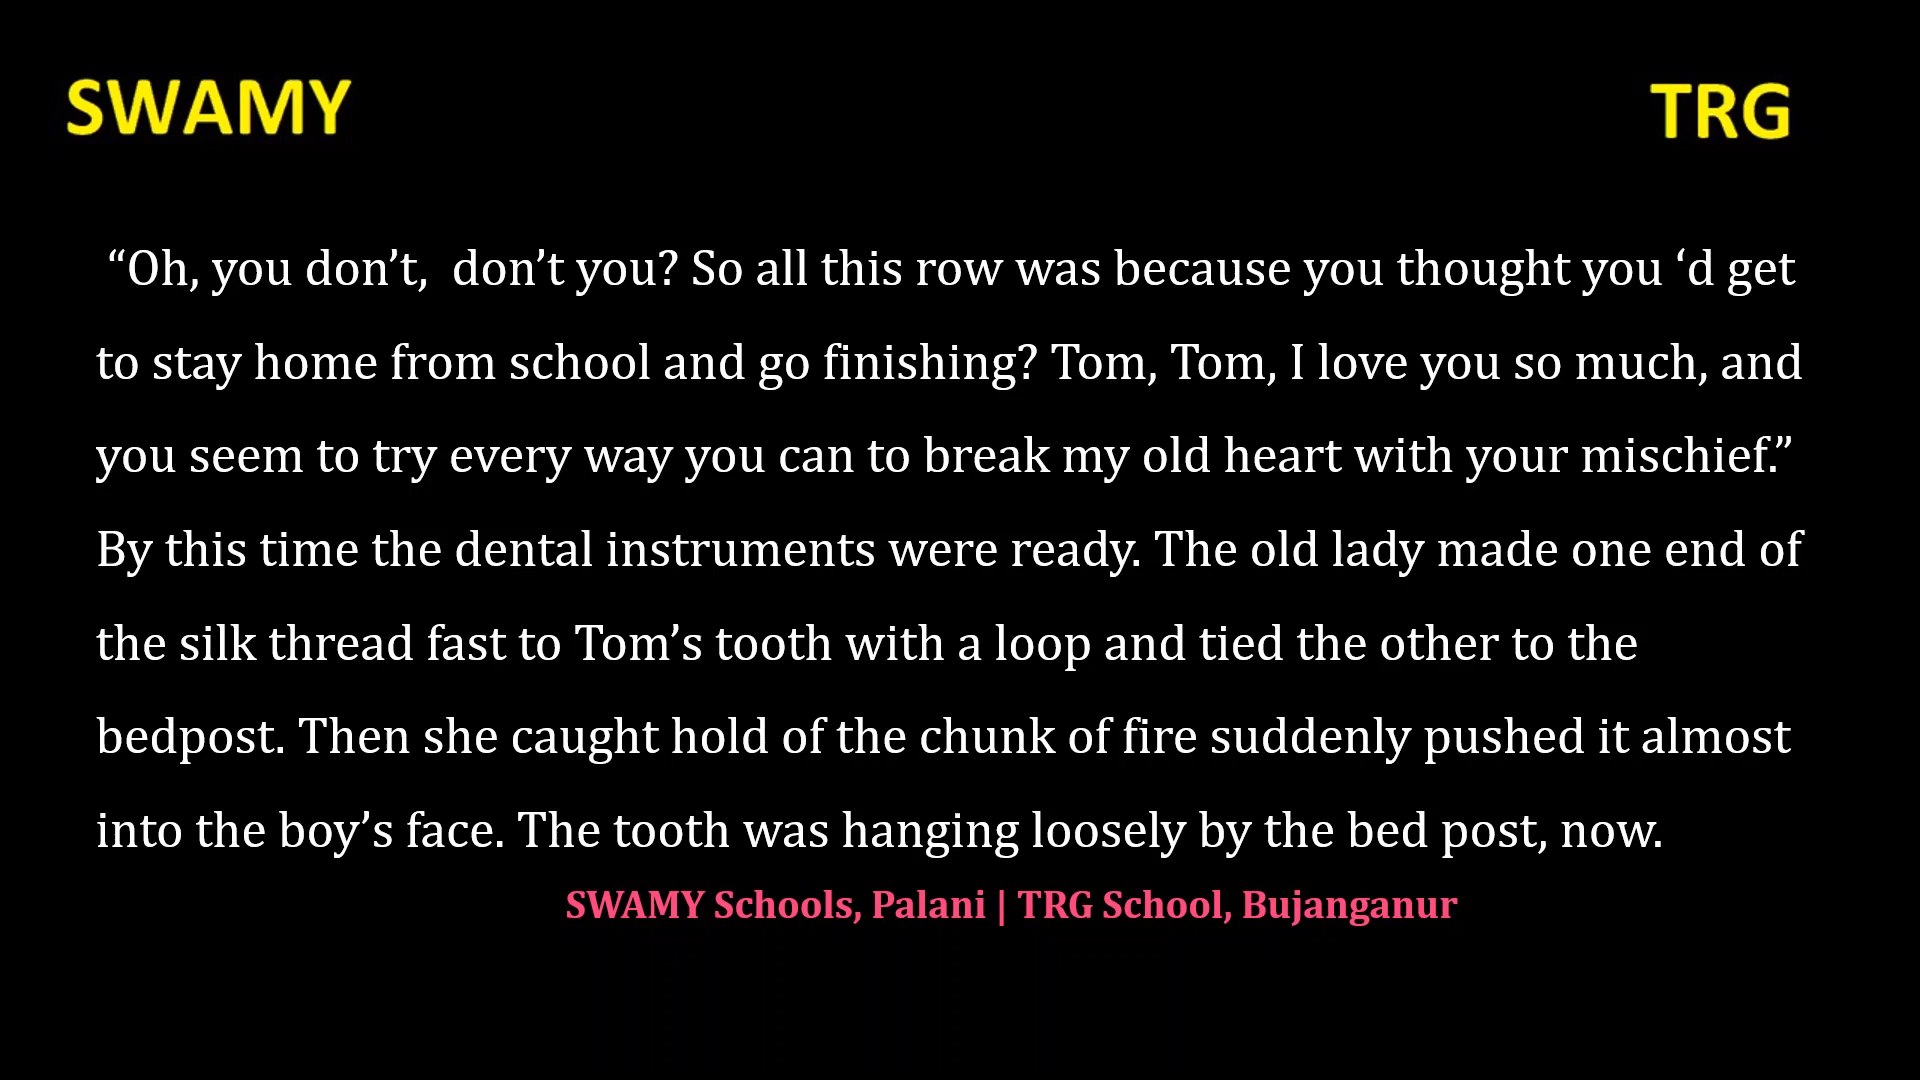 SWAMY
TRG
“Oh, you don’t,  don’t you? So all this row was because you thought you ‘d get
to stay home from school and go finishing? Tom, Tom, I love you so much, and
you seem to try every way you can to break my old heart with your mischief.”
By this time the dental instruments were ready. The old lady made one end of
the silk thread fast to Tom’s tooth with a loop and tied the other to the
bedpost. Then she caught hold of the chunk of fire suddenly pushed it almost
into the boy’s face. The tooth was hanging loosely by the bed post, now.
SWAMY Schools, Palani | TRG School, Bujanganur